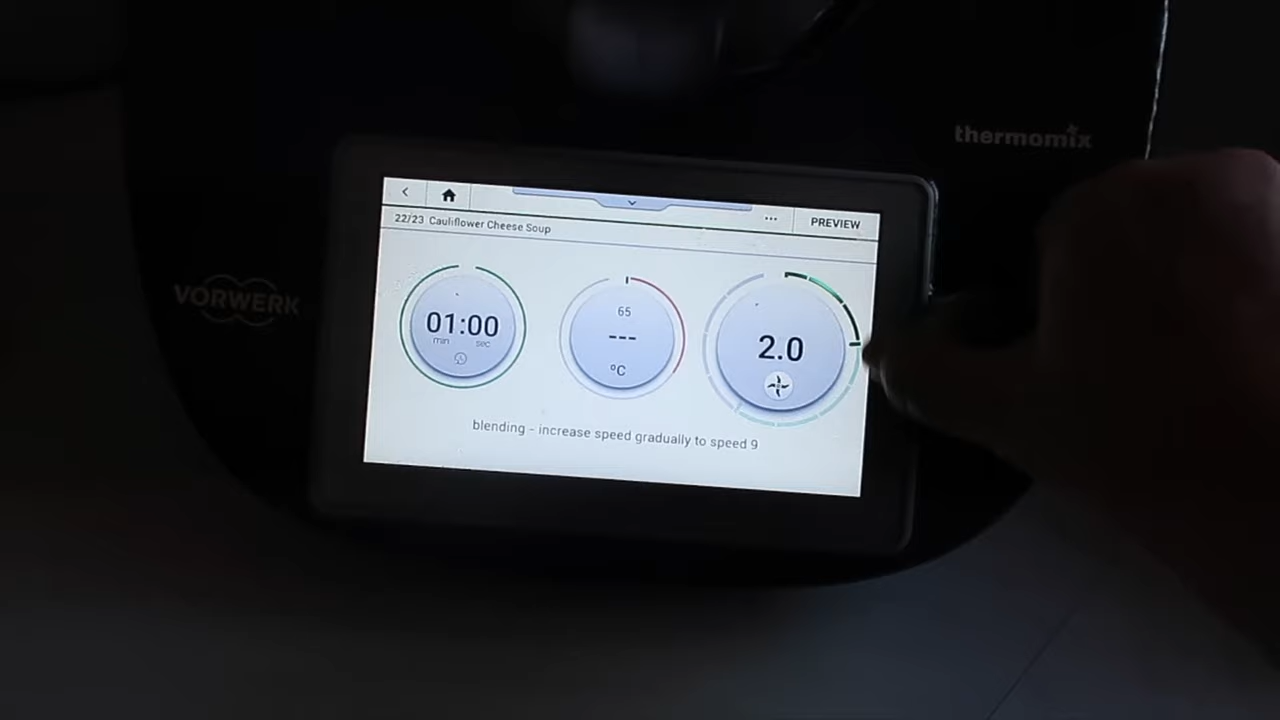 thermomix
VORWERK
PREVIEW
22/23 Cauliflower Cheese Soup
01:00
min sec
65
---
°C
2.0
blending - increase speed gradually to speed 9